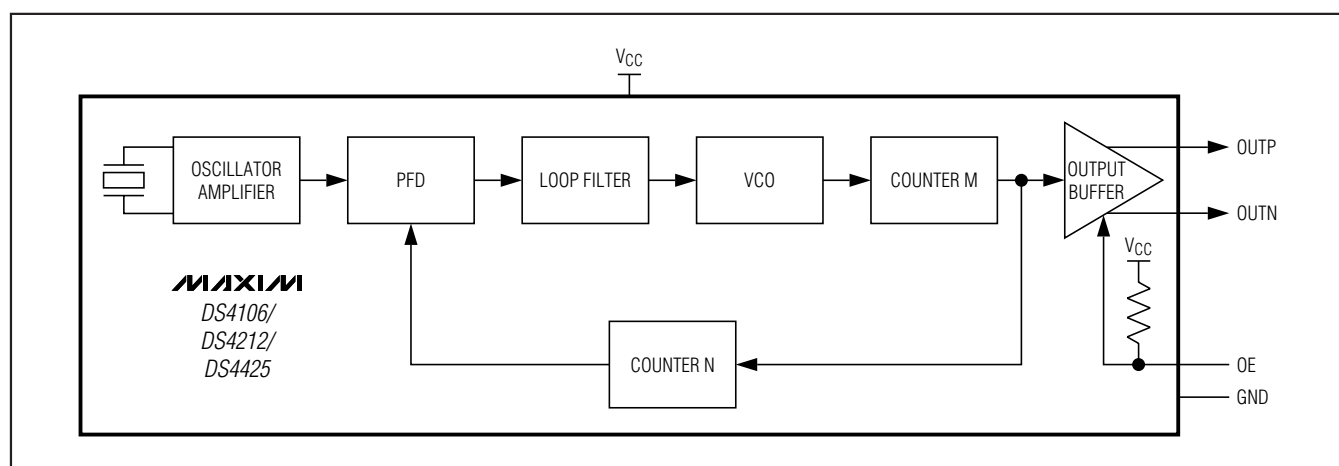 VCC
OSCILLATOR
AMPLIFIER
PFD
LOOP FILTER
VCO
COUNTER M
OUTPUT
BUFFER
OUTP
OUTN
VCC
MAXIM
DS4106/
DS4212/
DS4425
COUNTER N
OE
GND